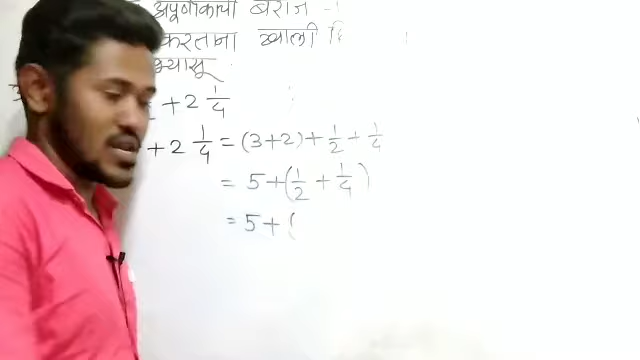 अपूर्णांकाची बेरीज
करताना खाली दि
अभ्यासू
+ 2 1/4
+ 2 1/4 = (3+2) + 1/2 + 1/4
= 5 + (1/2 + 1/4)
= 5 + (